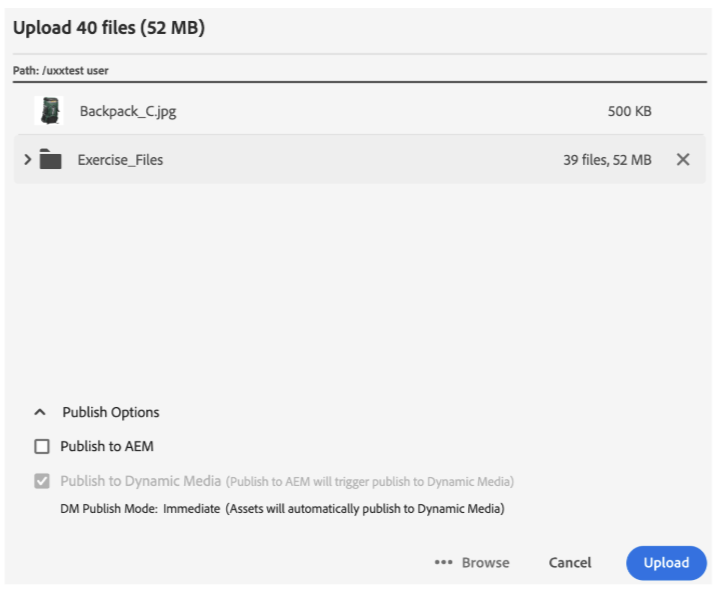 Upload 40 files (52 MB)
Path: /uxxtest user
Backpack_C.jpg 500 KB
Exercise_Files 39 files, 52 MB
Publish Options
Publish to AEM
Publish to Dynamic Media (Publish to AEM will trigger publish to Dynamic Media)
DM Publish Mode: Immediate (Assets will automatically publish to Dynamic Media)
••• Browse Cancel Upload